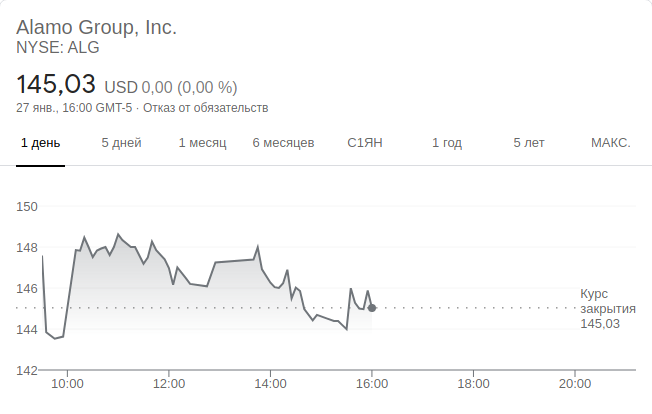 Alamo Group, Inc.
NYSE: ALG
145,03 USD 0,00 (0,00 %)
27 янв., 16:00 GMT-5 · Отказ от обязательств
1 день 5 дней 1 месяц 6 месяцев С1ЯН 1 год 5 лет МАКС.
150
148
146
Курс
закрытия
145,03
144
142
10:00 12:00 14:00 16:00 18:00 20:00